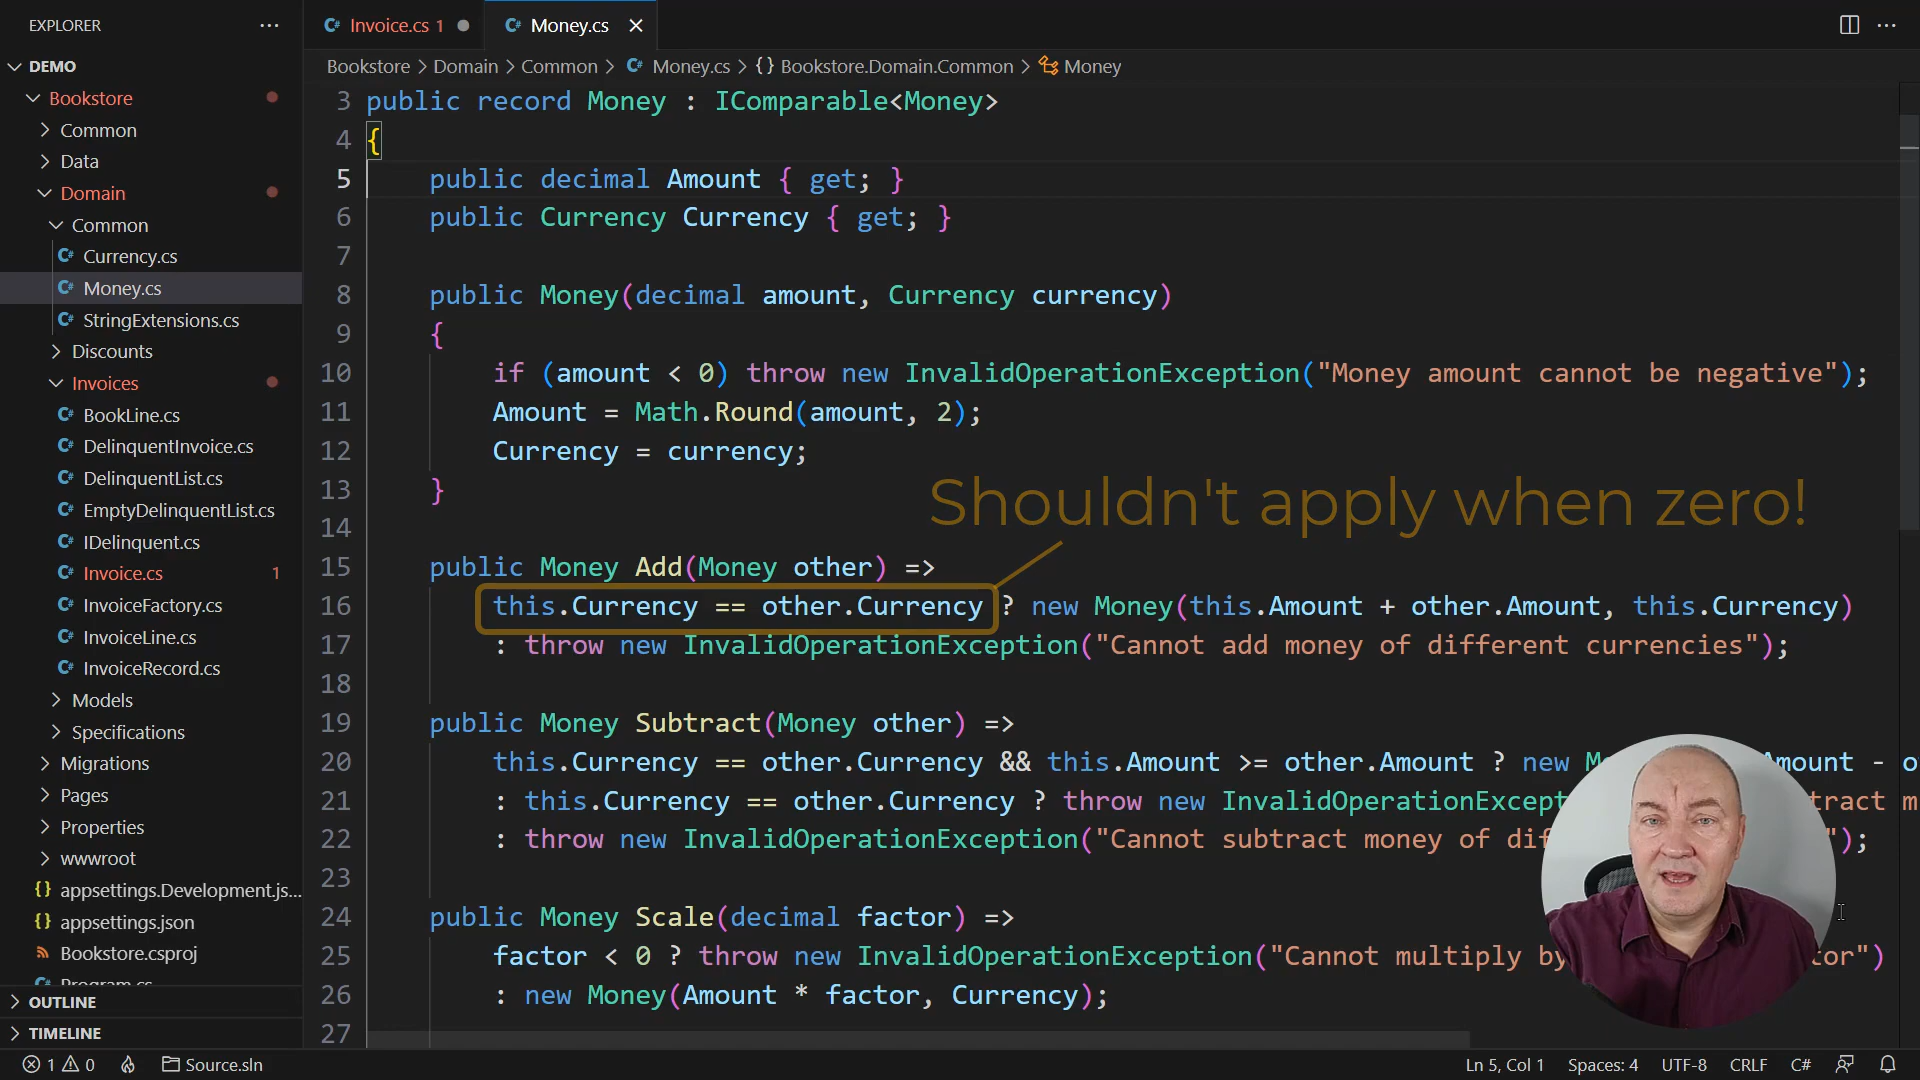 EXPLORER
DEMO
Bookstore
Common
Data
Domain
Common
Currency.cs
Money.cs
StringExtensions.cs
Discounts
Invoices
BookLine.cs
DelinquentInvoice.cs
DelinquentList.cs
EmptyDelinquentList.cs
IDelinquent.cs
Invoice.cs 1
InvoiceFactory.cs
InvoiceLine.cs
InvoiceRecord.cs
Models
Specifications
Migrations
Pages
Properties
wwwroot
{} appsettings.Development.js...
{} appsettings.json
Bookstore.csproj
Program.cs
OUTLINE
TIMELINE
C# Invoice.cs 1
C# Money.cs
Bookstore > Domain > Common > C# Money.cs > {} Bookstore.Domain.Common > Money
3 public record Money : IComparable<Money>
4 {
5 public decimal Amount { get; }
6 public Currency Currency { get; }
7
8 public Money(decimal amount, Currency currency)
9 {
10 if (amount < 0) throw new InvalidOperationException("Money amount cannot be negative");
11 Amount = Math.Round(amount, 2);
12 Currency = currency;
13 }
Shouldn't apply when zero!
14
15 public Money Add(Money other) =>
16 this.Currency == other.Currency ? new Money(this.Amount + other.Amount, this.Currency)
17 : throw new InvalidOperationException("Cannot add money of different currencies");
18
19 public Money Subtract(Money other) =>
20 this.Currency == other.Currency && this.Amount >= other.Amount ? new Amount - o
21 : this.Currency == other.Currency ? throw new
22 : throw new InvalidOperationException("Cannot subtract money of ");
23
24 public Money Scale(decimal factor) =>
25 factor < 0 ? throw new InvalidOperationException("Cannot multiply by ")
26 : new Money(Amount * factor, Currency);
27
1 0 Source.sln Ln 5, Col 1 Spaces: 4 UTF-8 CRLF C#